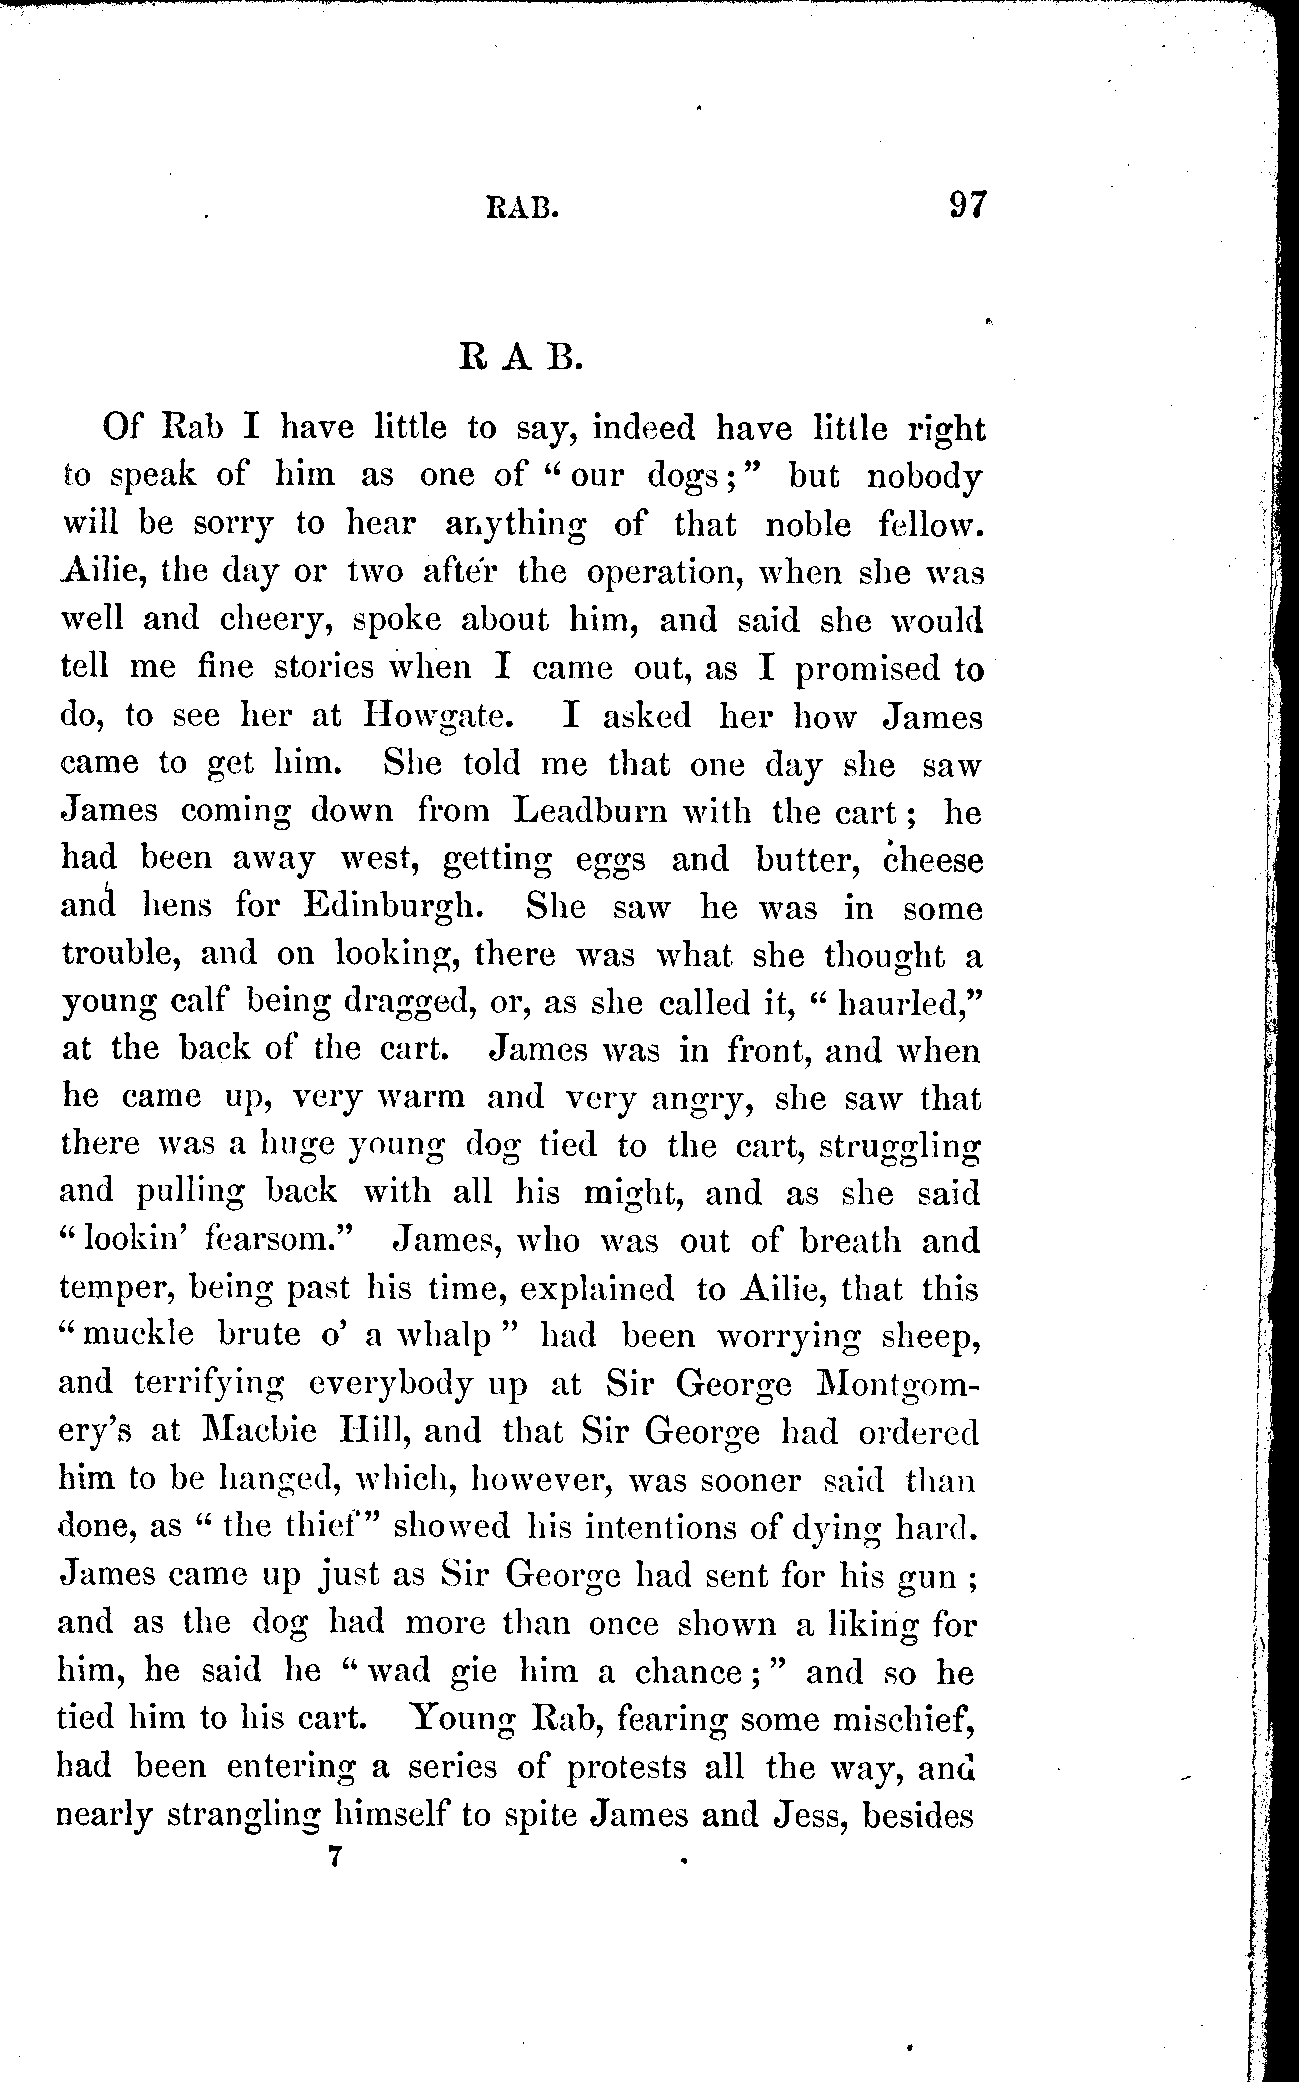 RAB. 97
RAB.
Of Rab I have little to say, indeed have little right
to speak of him as one of “our dogs;” but nobody
will be sorry to hear anything of that noble fellow.
Ailie, the day or two after the operation, when she was
well and cheery, spoke about him, and said she would
tell me fine stories when I came out, as I promised to
do, to see her at Howgate. I asked her how James
came to get him. She told me that one day she saw
James coming down from Leadburn with the cart; he
had been away west, getting eggs and butter, cheese
and hens for Edinburgh. She saw he was in some
trouble, and on looking, there was what she thought a
young calf being dragged, or, as she called it, “haurled,”
at the back of the cart. James was in front, and when
he came up, very warm and very angry, she saw that
there was a huge young dog tied to the cart, struggling
and pulling back with all his might, and as she said
“lookin’ fearsom.” James, who was out of breath and
temper, being past his time, explained to Ailie, that this
“muckle brute o’ a whalp” had been worrying sheep,
and terrifying everybody up at Sir George Montgom-
ery’s at Macbie Hill, and that Sir George had ordered
him to be hanged, which, however, was sooner said than
done, as “the thief” showed his intentions of dying hard.
James came up just as Sir George had sent for his gun;
and as the dog had more than once shown a liking for
him, he said he “wad gie him a chance;” and so he
tied him to his cart. Young Rab, fearing some mischief,
had been entering a series of protests all the way, and
nearly strangling himself to spite James and Jess, besides
7